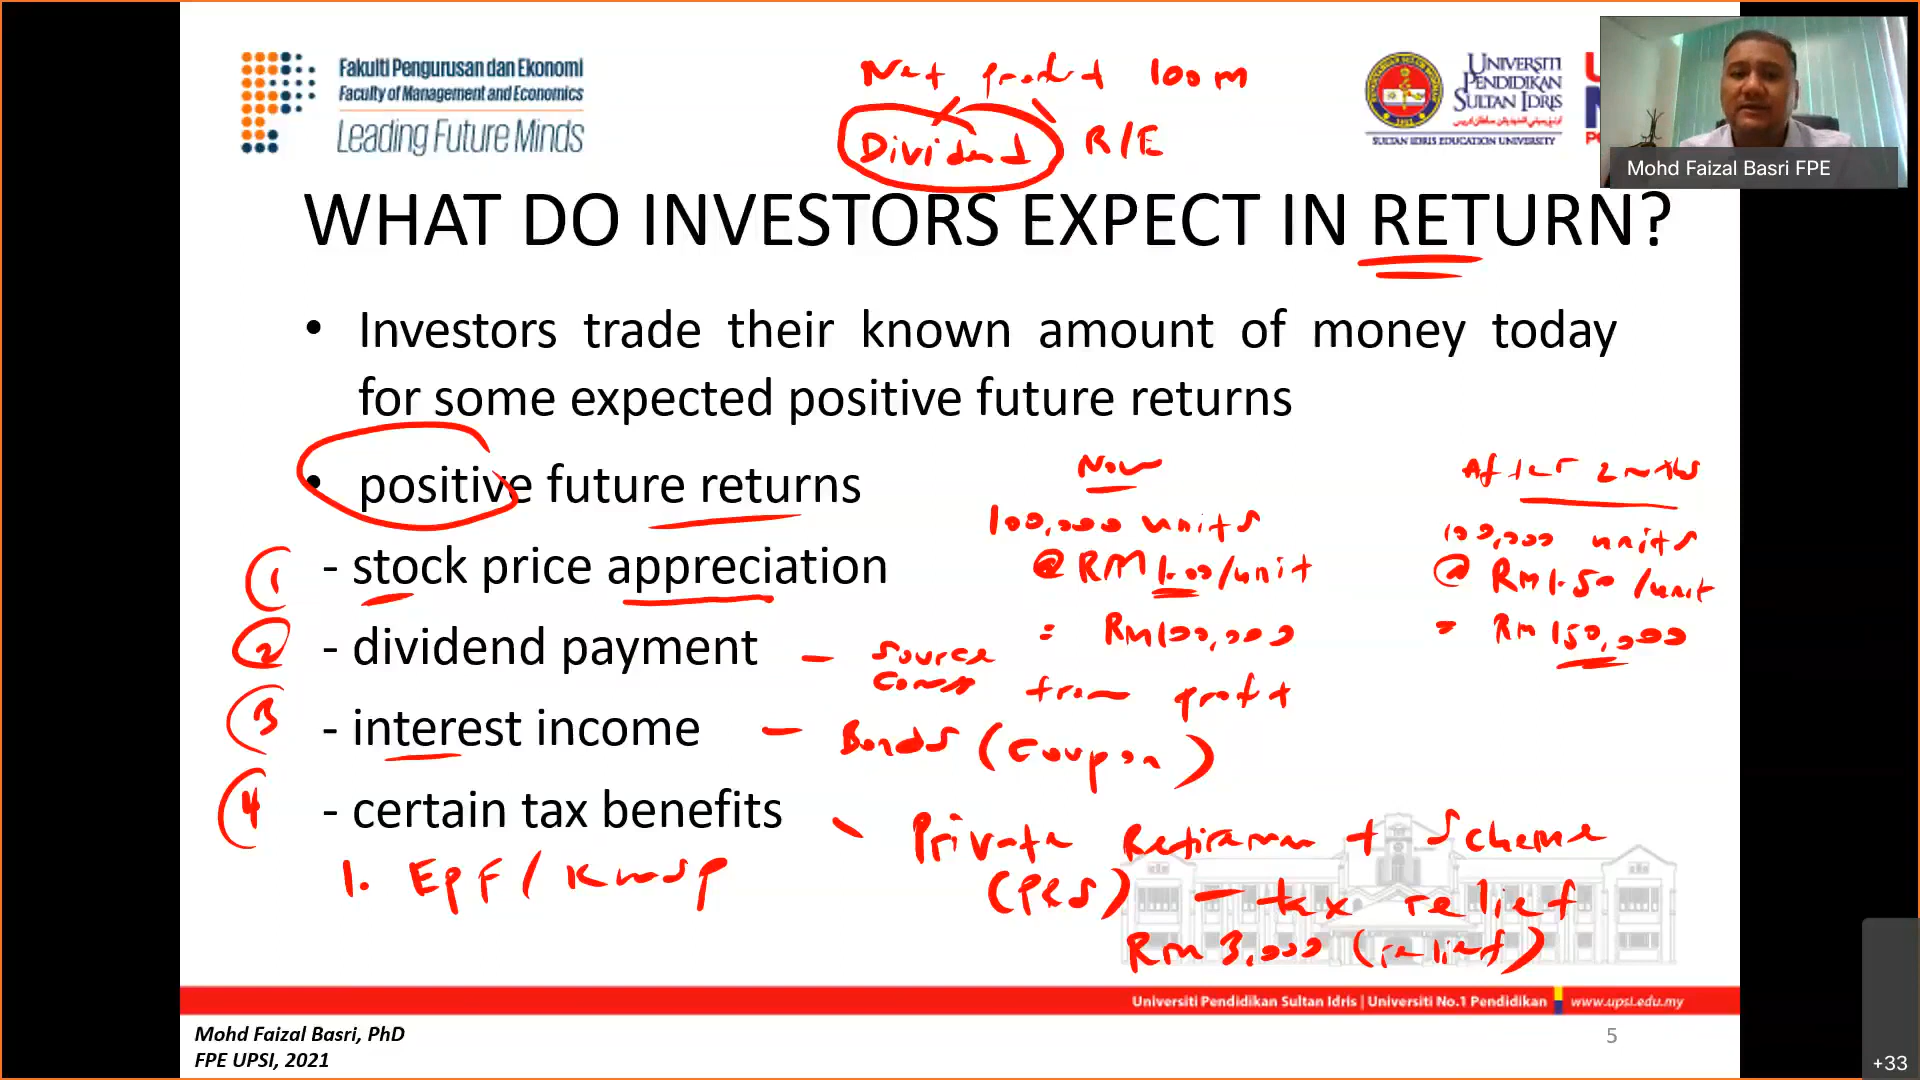 Fakulti Pengurusan dan Ekonomi
Faculty of Management and Economics
Leading Future Minds
Net profit 100 m
Dividend R/E
UNIVERSITI
PENDIDIKAN
SULTAN IDRIS
SULTAN IDRIS EDUCATION UNIVERSITY
Mohd Faizal Basri FPE
WHAT DO INVESTORS EXPECT IN RETURN?
• Investors trade their known amount of money today
for some expected positive future returns
• positive future returns
Now
100,000 units
@ RM 1.00/unit
= RM100,000
After 2 mths
100,000 units
@ RM1.50/unit
= RM 150,000
1 - stock price appreciation
2 - dividend payment – source
comes from profit
3 - interest income – Bonds (coupon)
4 - certain tax benefits – Private Retirement Scheme
(PRS) – tax relief
RM 3,000 (relief)
1. EPF / KWSP
Universiti Pendidikan Sultan Idris | Universiti No.1 Pendidikan www.upsi.edu.my
Mohd Faizal Basri, PhD
FPE UPSI, 2021
5
+33